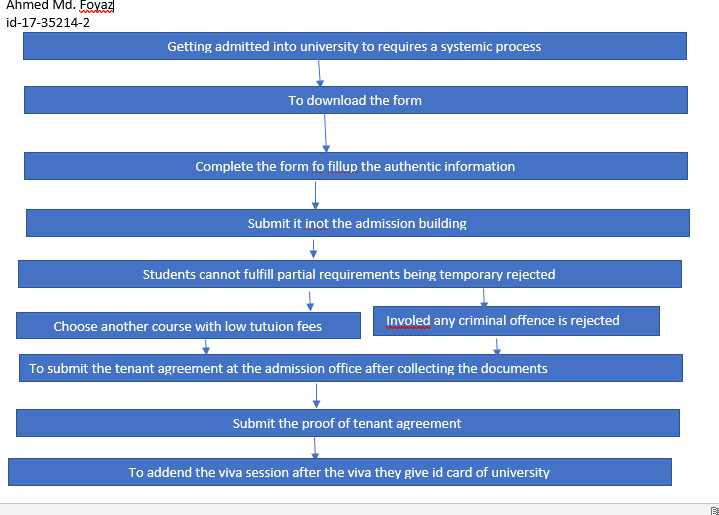 Ahmed Md. Foyaz
id-17-35214-2
Getting admitted into university to requires a systemic process
To download the form
Complete the form fo fillup the authentic information
Submit it inot the admission building
Students cannot fulfill partial requirements being temporary rejected
Choose another course with low tutuion fees
Involed any criminal offence is rejected
To submit the tenant agreement at the admission office after collecting the documents
Submit the proof of tenant agreement
To addend the viva session after the viva they give id card of university